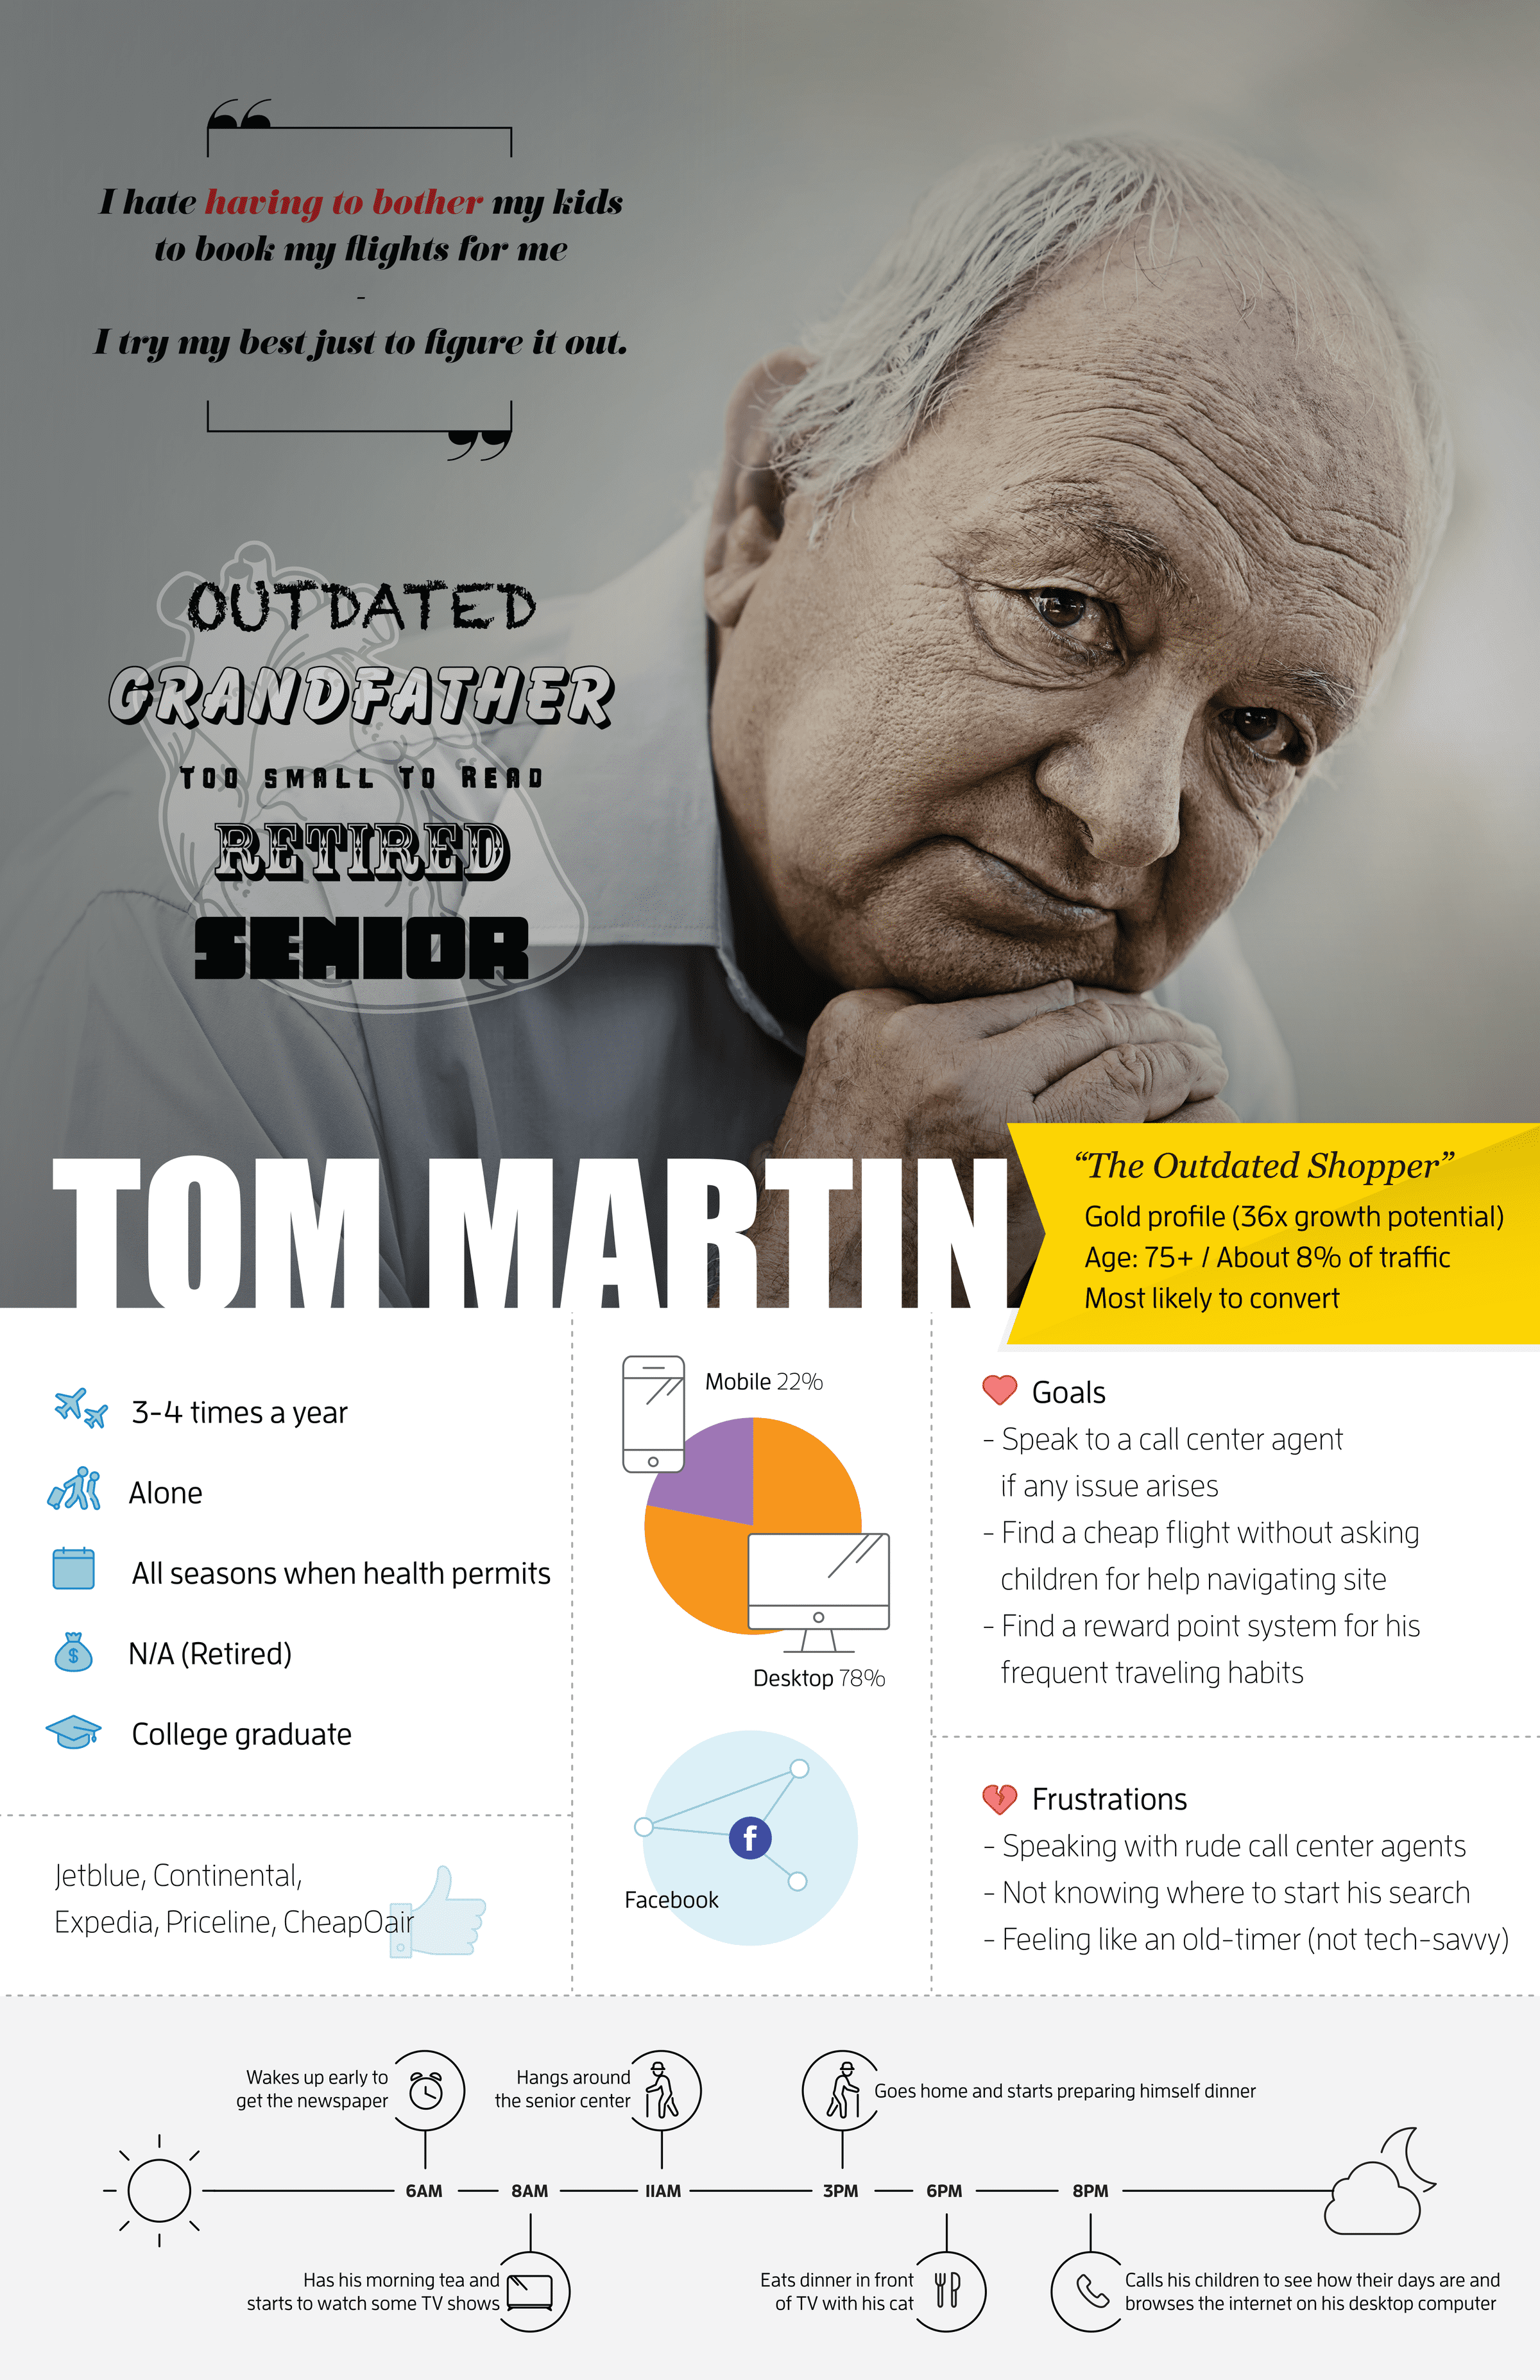 “
I hate having to bother my kids
to book my flights for me
-
I try my best just to figure it out.
”
OUTDATED
GRANDFATHER
TOO SMALL TO READ
RETIRED
SENIOR
TOM MARTIN
“The Outdated Shopper”
Gold profile (36x growth potential)
Age: 75+ / About 8% of traffic
Most likely to convert
3-4 times a year
Alone
All seasons when health permits
$
N/A (Retired)
College graduate
Jetblue, Continental,
Expedia, Priceline, CheapOair
Mobile 22%
Desktop 78%
f
Facebook
Goals
- Speak to a call center agent
if any issue arises
- Find a cheap flight without asking
children for help navigating site
- Find a reward point system for his
frequent traveling habits
Frustrations
- Speaking with rude call center agents
- Not knowing where to start his search
- Feeling like an old-timer (not tech-savvy)
Wakes up early to
get the newspaper
Hangs around
the senior center
Goes home and starts preparing himself dinner
6AM
8AM
11AM
3PM
6PM
8PM
Has his morning tea and
starts to watch some TV shows
Eats dinner in front
of TV with his cat
Calls his children to see how their days are and
browses the internet on his desktop computer